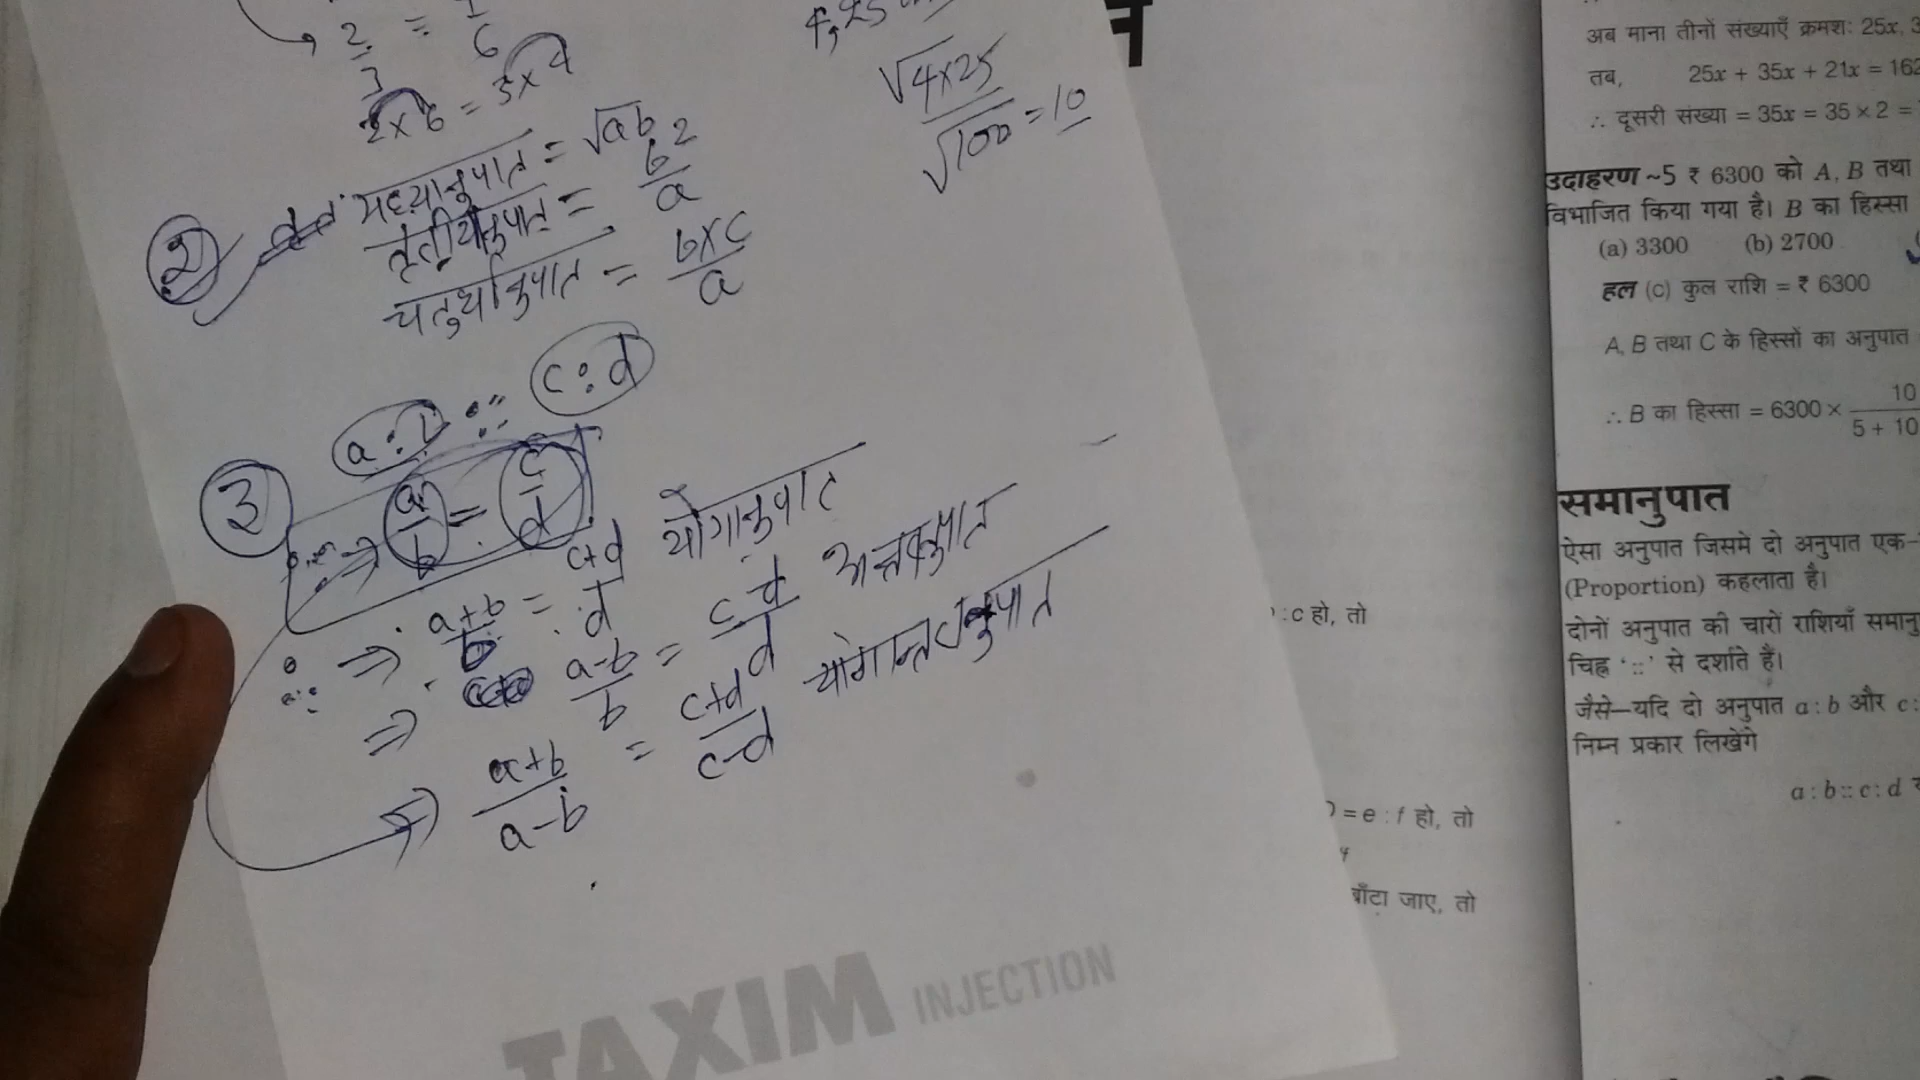 2/3 = 4/6
2×6 = 3×4
4, 25
√4×25
√100 = 10
२ मध्यानुपात = √ab
तृतीयानुपात = b²/a
चतुर्थानुपात = b×c/a
a:b :: c:d
३ ⇒ a/b = c/d
⇒ a+b/b = c+d/d योगानुपात
⇒ a-b/b = c-d/d
⇒ a+b/a-b = c+d/c-d योगान्तरानुपात
TAXIM INJECTION
न
: c हो, तो
= e : f हो, तो
बाँटा जाए, तो
अब माना तीनों संख्याएँ क्रमश: 25x, 3
तब, 25x + 35x + 21x = 162
∴ दूसरी संख्या = 35x = 35 × 2 =
उदाहरण ~5 ₹ 6300 को A, B तथा
विभाजित किया गया है। B का हिस्सा
(a) 3300 (b) 2700
हल (c) कुल राशि = ₹ 6300
A, B तथा C के हिस्सों का अनुपात
∴ B का हिस्सा = 6300 × 10/5 + 10
समानुपात
ऐसा अनुपात जिसमे दो अनुपात एक-
(Proportion) कहलाता है।
दोनों अनुपात की चारों राशियाँ समानु
चिह्न ‘::’ से दर्शाते हैं।
जैसे—यदि दो अनुपात a : b और c :
निम्न प्रकार लिखेंगे
a : b :: c : d